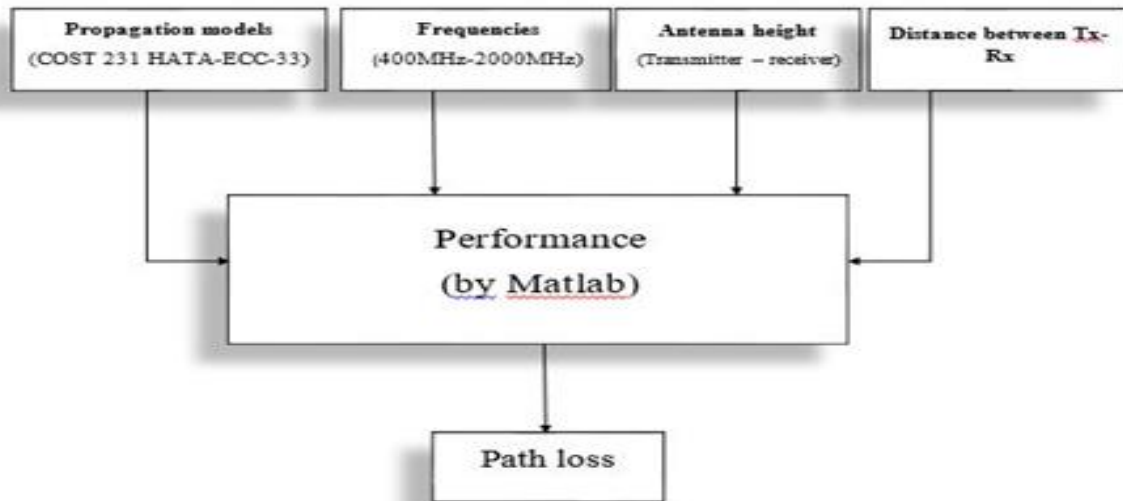 Propagation models
(COST 231 HATA-ECC-33)
Frequencies
(400MHz-2000MHz)
Antenna height
(Transmitter – receiver)
Distance between Tx-
Rx
Performance
(by Matlab)
Path loss